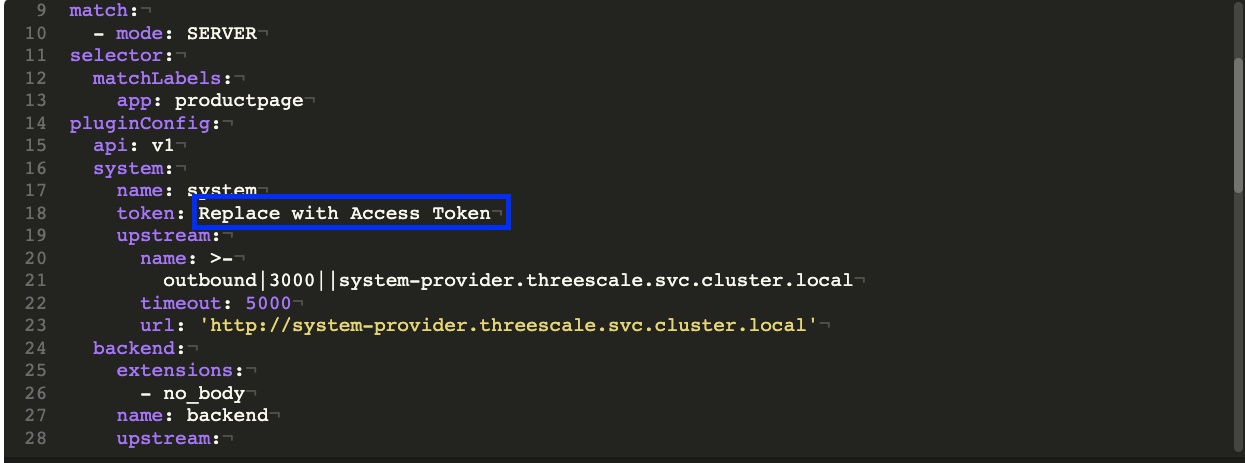 9 match:¬
10 - mode: SERVER¬
11 selector:¬
12 matchLabels:¬
13 app: productpage¬
14 pluginConfig:¬
15 api: v1¬
16 system:¬
17 name: system¬
18 token: Replace with Access Token¬
19 upstream:¬
20 name: >-¬
21 outbound|3000||system-provider.threescale.svc.cluster.local¬
22 timeout: 5000¬
23 url: 'http://system-provider.threescale.svc.cluster.local'¬
24 backend:¬
25 extensions:¬
26 - no_body¬
27 name: backend¬
28 upstream:¬